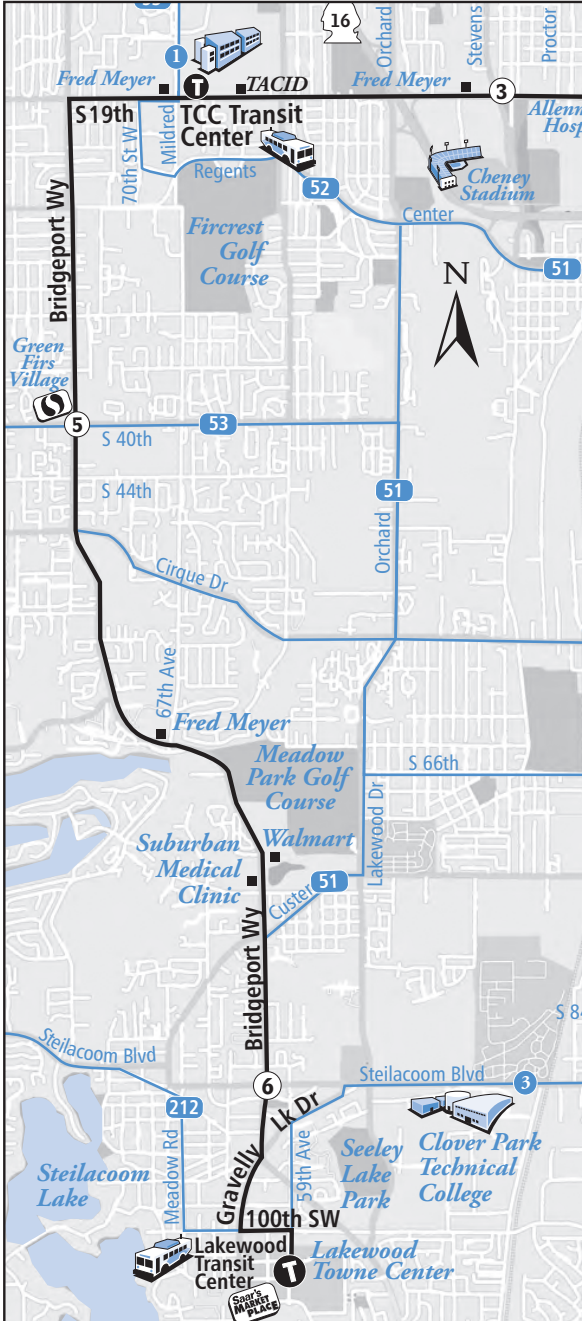 53
1
16
Orchard
Stevens
Proctor
Fred Meyer
T
TACID
Fred Meyer
3
S 19th
TCC Transit
Center
Allenm
Hosp
70th St W
Mildred
Regents
52
Cheney
Stadium
Center
51
Bridgeport Wy
Fircrest
Golf
Course
N
Green
Firs
Village
5
53
S 40th
S 44th
51
Orchard
Cirque Dr
67th Ave
Fred Meyer
Meadow
Park Golf
Course
S 66th
Lakewood Dr
Walmart
Suburban
Medical
Clinic
51
Custer
Bridgeport Wy
S 84
Steilacoom Blvd
6
Steilacoom Blvd
3
212
Lk Dr
Gravelly
Meadow Rd
59th Ave
Seeley
Lake
Park
Clover Park
Technical
College
Steilacoom
Lake
100th SW
Lakewood
Transit
Center
T
Lakewood
Towne Center
Saar's
MARKET
PLACE